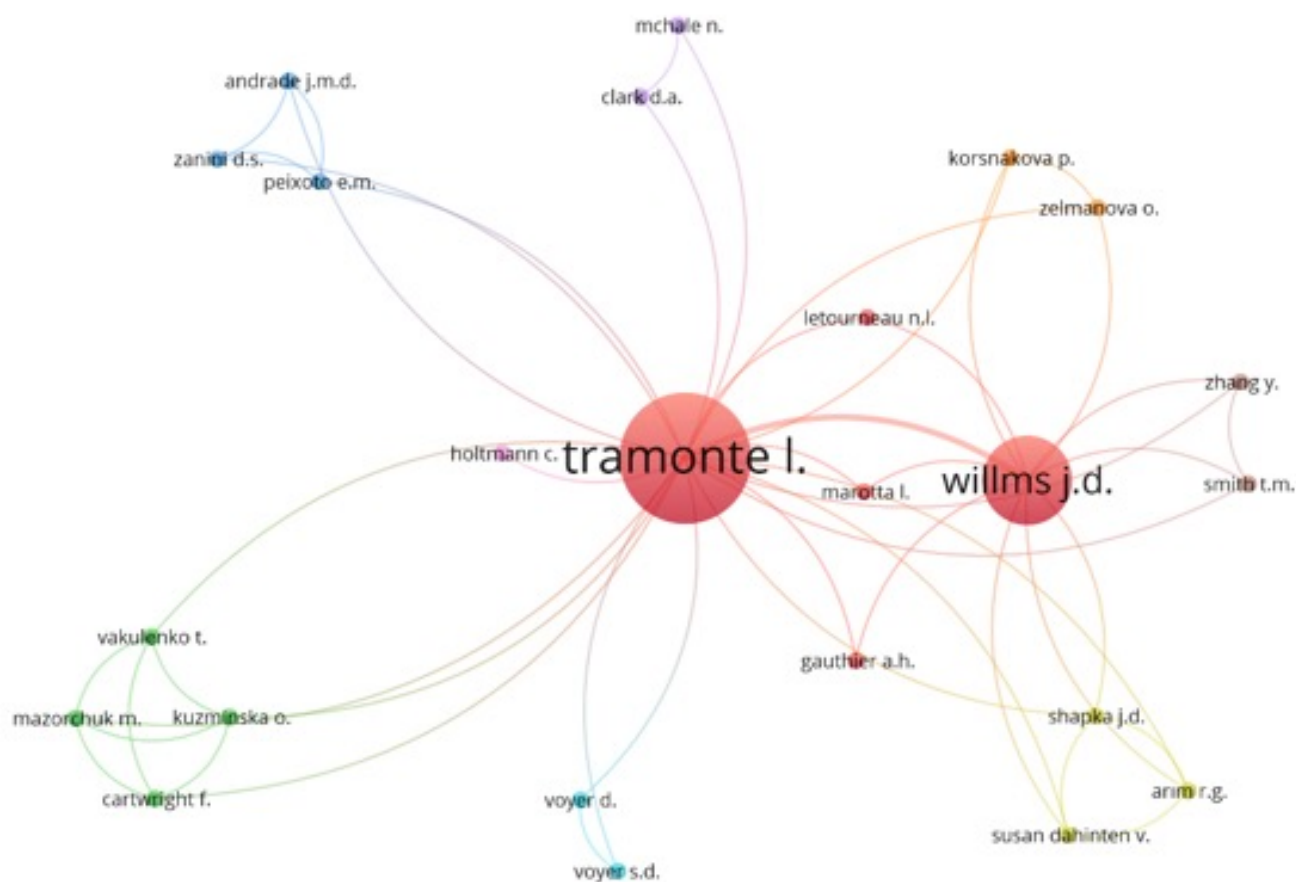 mchale n.
andrade j.m.d.
clark d.a.
zanini d.s.
korsnakova p.
peixoto e.m.
zelmanova o.
letourneau n.l.
zhang y.
holtmann c.
tramonte l.
willms j.d.
marotta l.
smith t.m.
vakulenko t.
gauthier a.h.
mazorchuk m.
kuzminska o.
shapka j.d.
cartwright f.
voyer d.
arim r.g.
susan dahinten v.
voyer s.d.